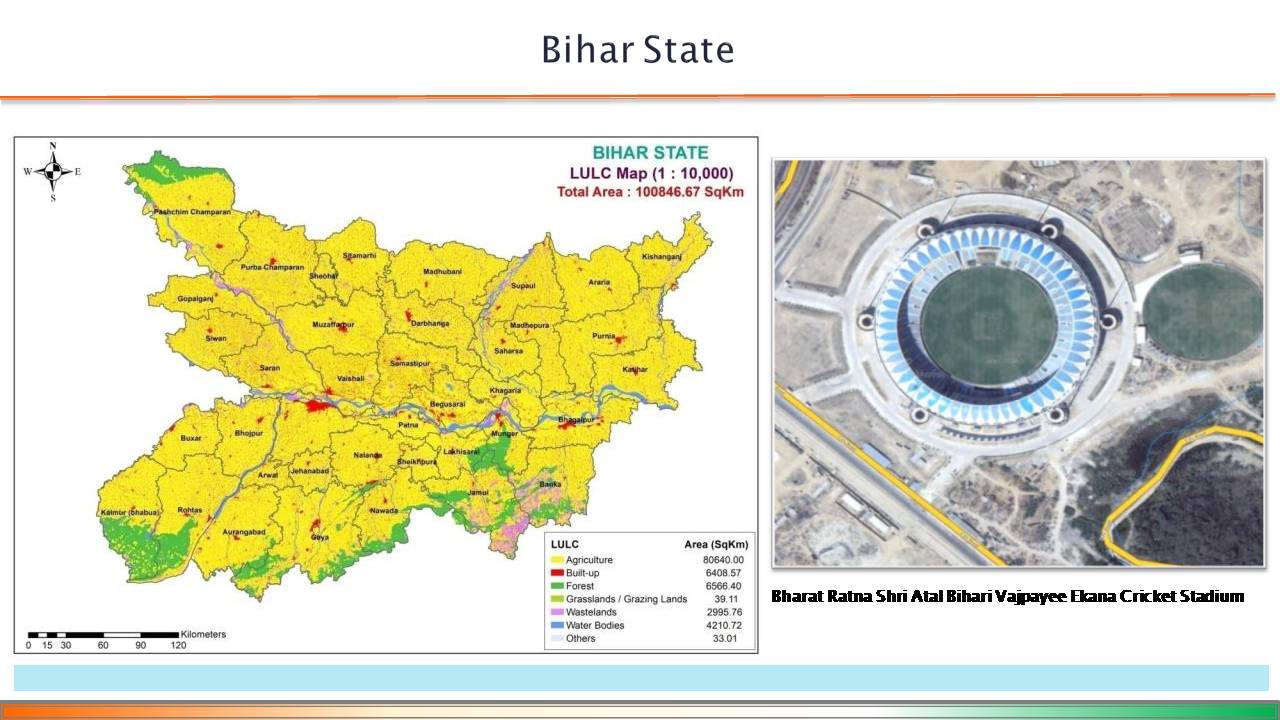 Bihar State
N
W E
S
BIHAR STATE
LULC Map (1 : 10,000)
Total Area : 100846.67 SqKm
Pashchim Champaran
Purba Champaran
Sheohar
Sitamarhi
Madhubani
Supaul
Araria
Kishanganj
Gopalganj
Siwan
Muzaffarpur
Darbhanga
Madhepura
Purnia
Saran
Vaishali
Samastipur
Saharsa
Katihar
Khagaria
Begusarai
Patna
Bhagalpur
Munger
Buxar
Bhojpur
Nalanda
Sheikhpura
Lakhisarai
Arwal
Jehanabad
Jamui
Banka
Kaimur (bhabua)
Rohtas
Aurangabad
Gaya
Nawada
LULC Area (SqKm)
Agriculture 80640.00
Built-up 6408.57
Forest 6566.40
Grasslands / Grazing Lands 39.11
Wastelands 2995.76
Water Bodies 4210.72
Others 33.01
Kilometers
0 15 30 60 90 120
Bharat Ratna Shri Atal Bihari Vajpayee Ekana Cricket Stadium